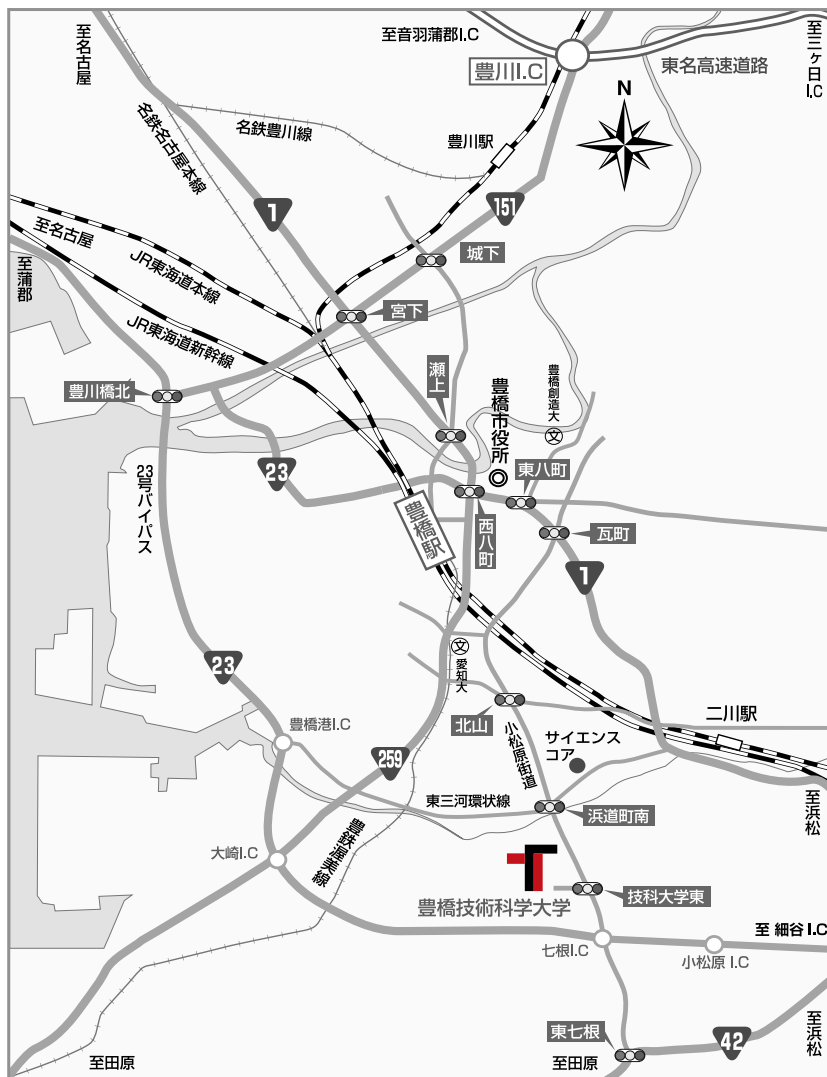 至名古屋
至音羽蒲郡I.C
豊川I.C
東名高速道路
至三ヶ日I.C
N
名鉄名古屋本線
名鉄豊川線
豊川駅
1
151
至名古屋
城下
至蒲郡
JR東海道本線
宮下
JR東海道新幹線
瀬上
豊橋市役所
豊橋創造大
文
豊川橋北
23
東八町
23号バイパス
豊橋駅
西八町
瓦町
1
文
愛知大
23
北山
小松原街道
サイエンス
コア
二川駅
豊橋港I.C
259
東三河環状線
浜道町南
至浜松
大崎I.C
豊鉄渥美線
豊橋技術科学大学
技科大学東
至 細谷I.C
七根I.C
小松原 I.C
東七根
42
至浜松
至田原
至田原